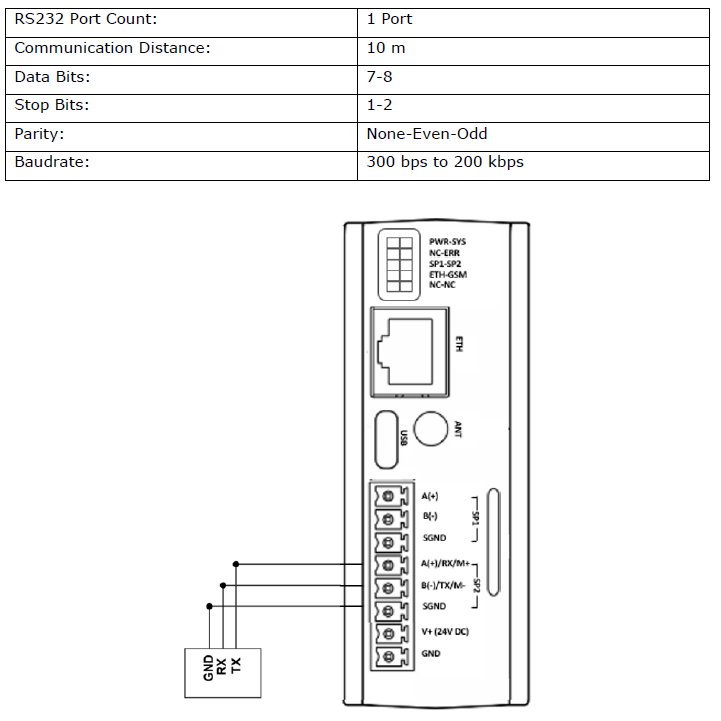 RS232 Port Count: 1 Port
Communication Distance: 10 m
Data Bits: 7-8
Stop Bits: 1-2
Parity: None-Even-Odd
Baudrate: 300 bps to 200 kbps
PWR-SYS
NC-ERR
SP1-SP2
ETH-GSM
NC-NC
ETH
ANT
USB
A(+)
B(-)
SP1
SGND
A(+)/RX/M+
B(-)/TX/M-
SP2
SGND
V+ (24V DC)
GND
GND
RX
TX